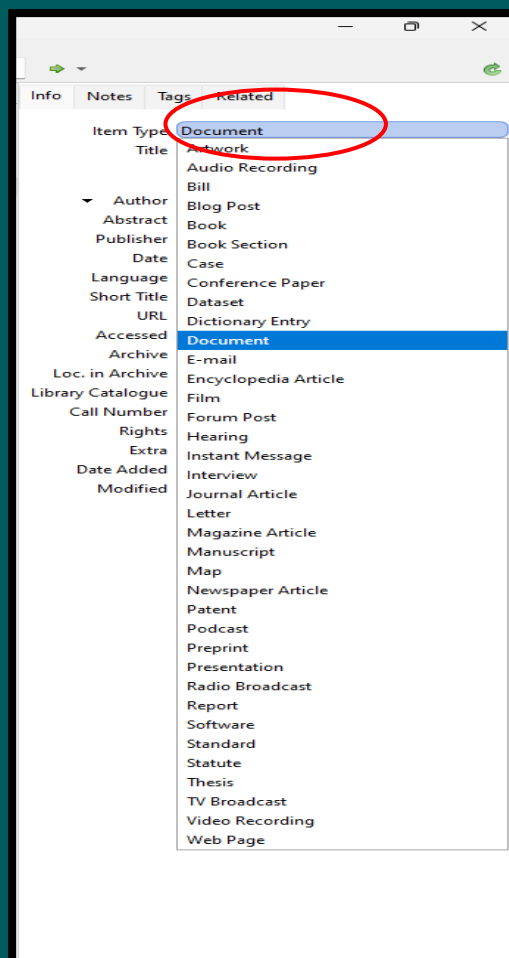 Info Notes Tags Related
Item Type Document
Title Artwork
Audio Recording
Bill
Author Blog Post
Abstract Book
Publisher Book Section
Date Case
Language Conference Paper
Short Title Dataset
URL Dictionary Entry
Accessed Document
Archive E-mail
Loc. in Archive Encyclopedia Article
Library Catalogue Film
Call Number Forum Post
Rights Hearing
Extra Instant Message
Date Added Interview
Modified Journal Article
Letter
Magazine Article
Manuscript
Map
Newspaper Article
Patent
Podcast
Preprint
Presentation
Radio Broadcast
Report
Software
Standard
Statute
Thesis
TV Broadcast
Video Recording
Web Page